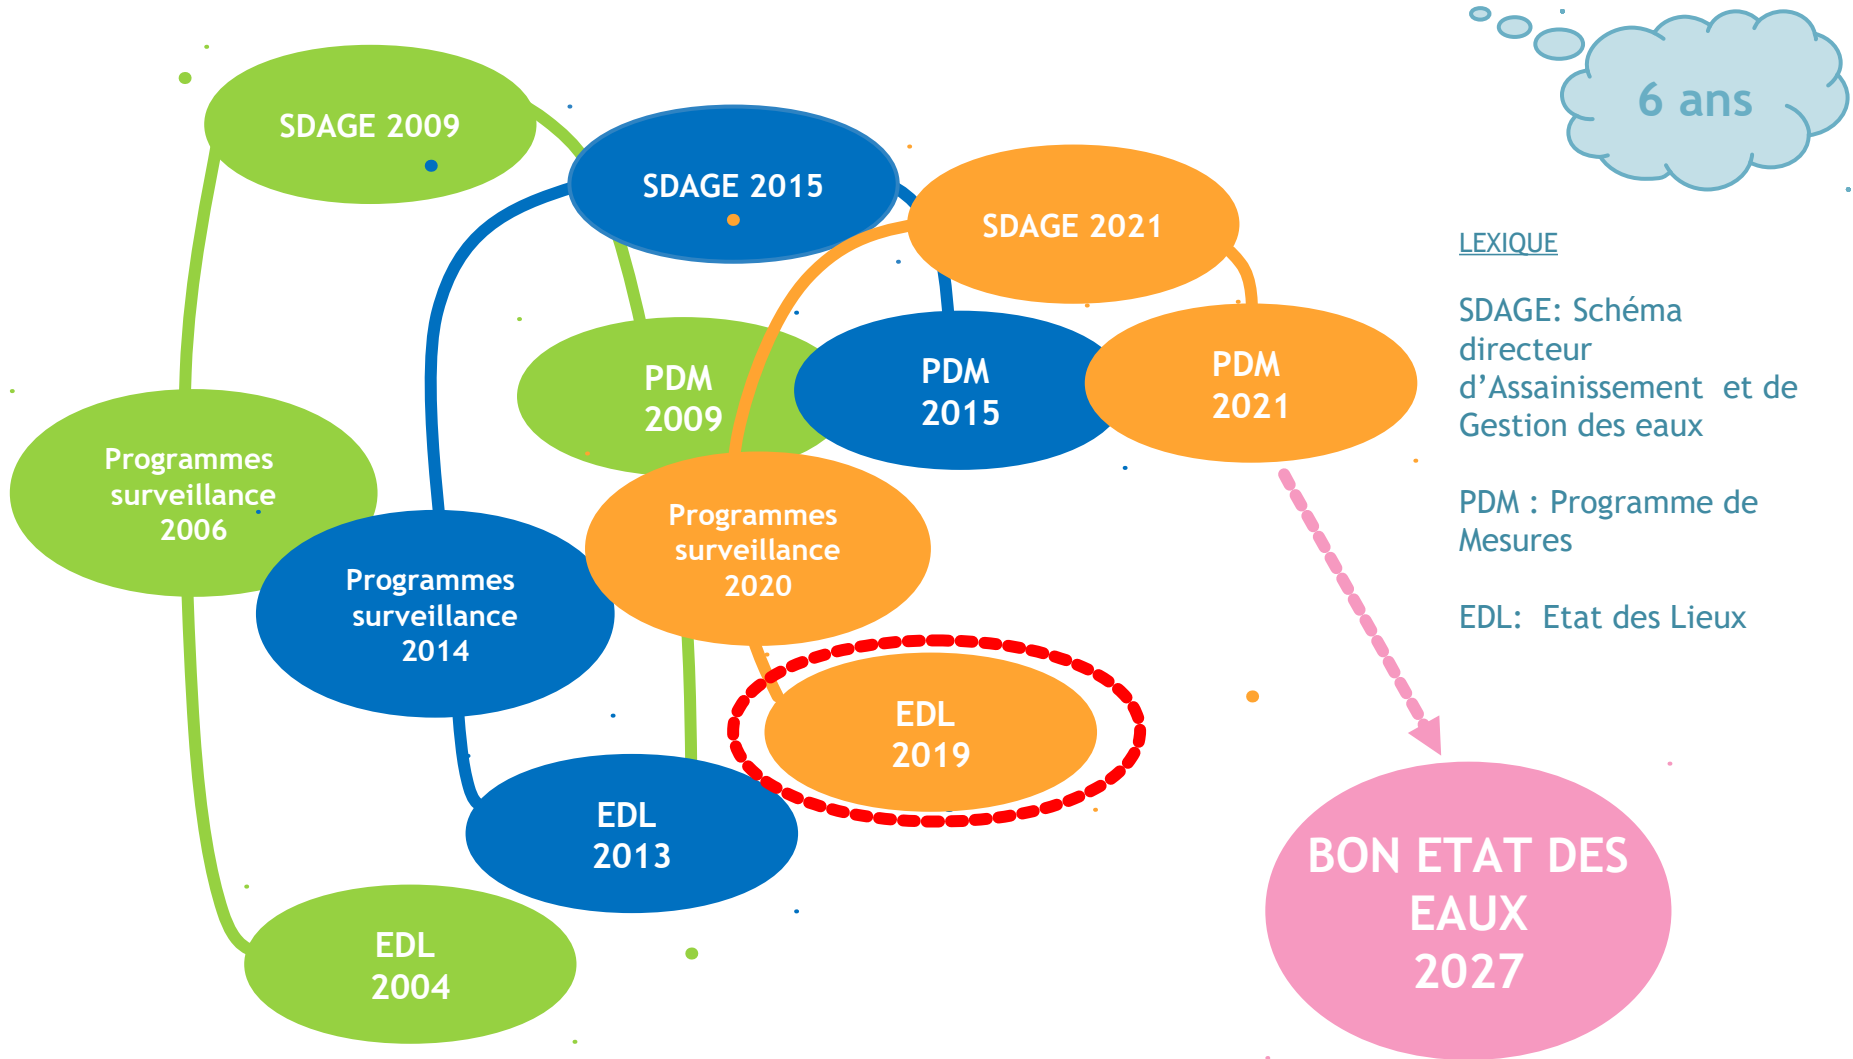 6 ans
SDAGE 2009
SDAGE 2015
SDAGE 2021
LEXIQUE
SDAGE: Schéma
directeur
d’Assainissement et de
Gestion des eaux
PDM : Programme de
Mesures
EDL: Etat des Lieux
PDM
2009
PDM
2015
PDM
2021
Programmes
surveillance
2006
Programmes
surveillance
2014
Programmes
surveillance
2020
EDL
2019
EDL
2013
EDL
2004
BON ETAT DES
EAUX
2027